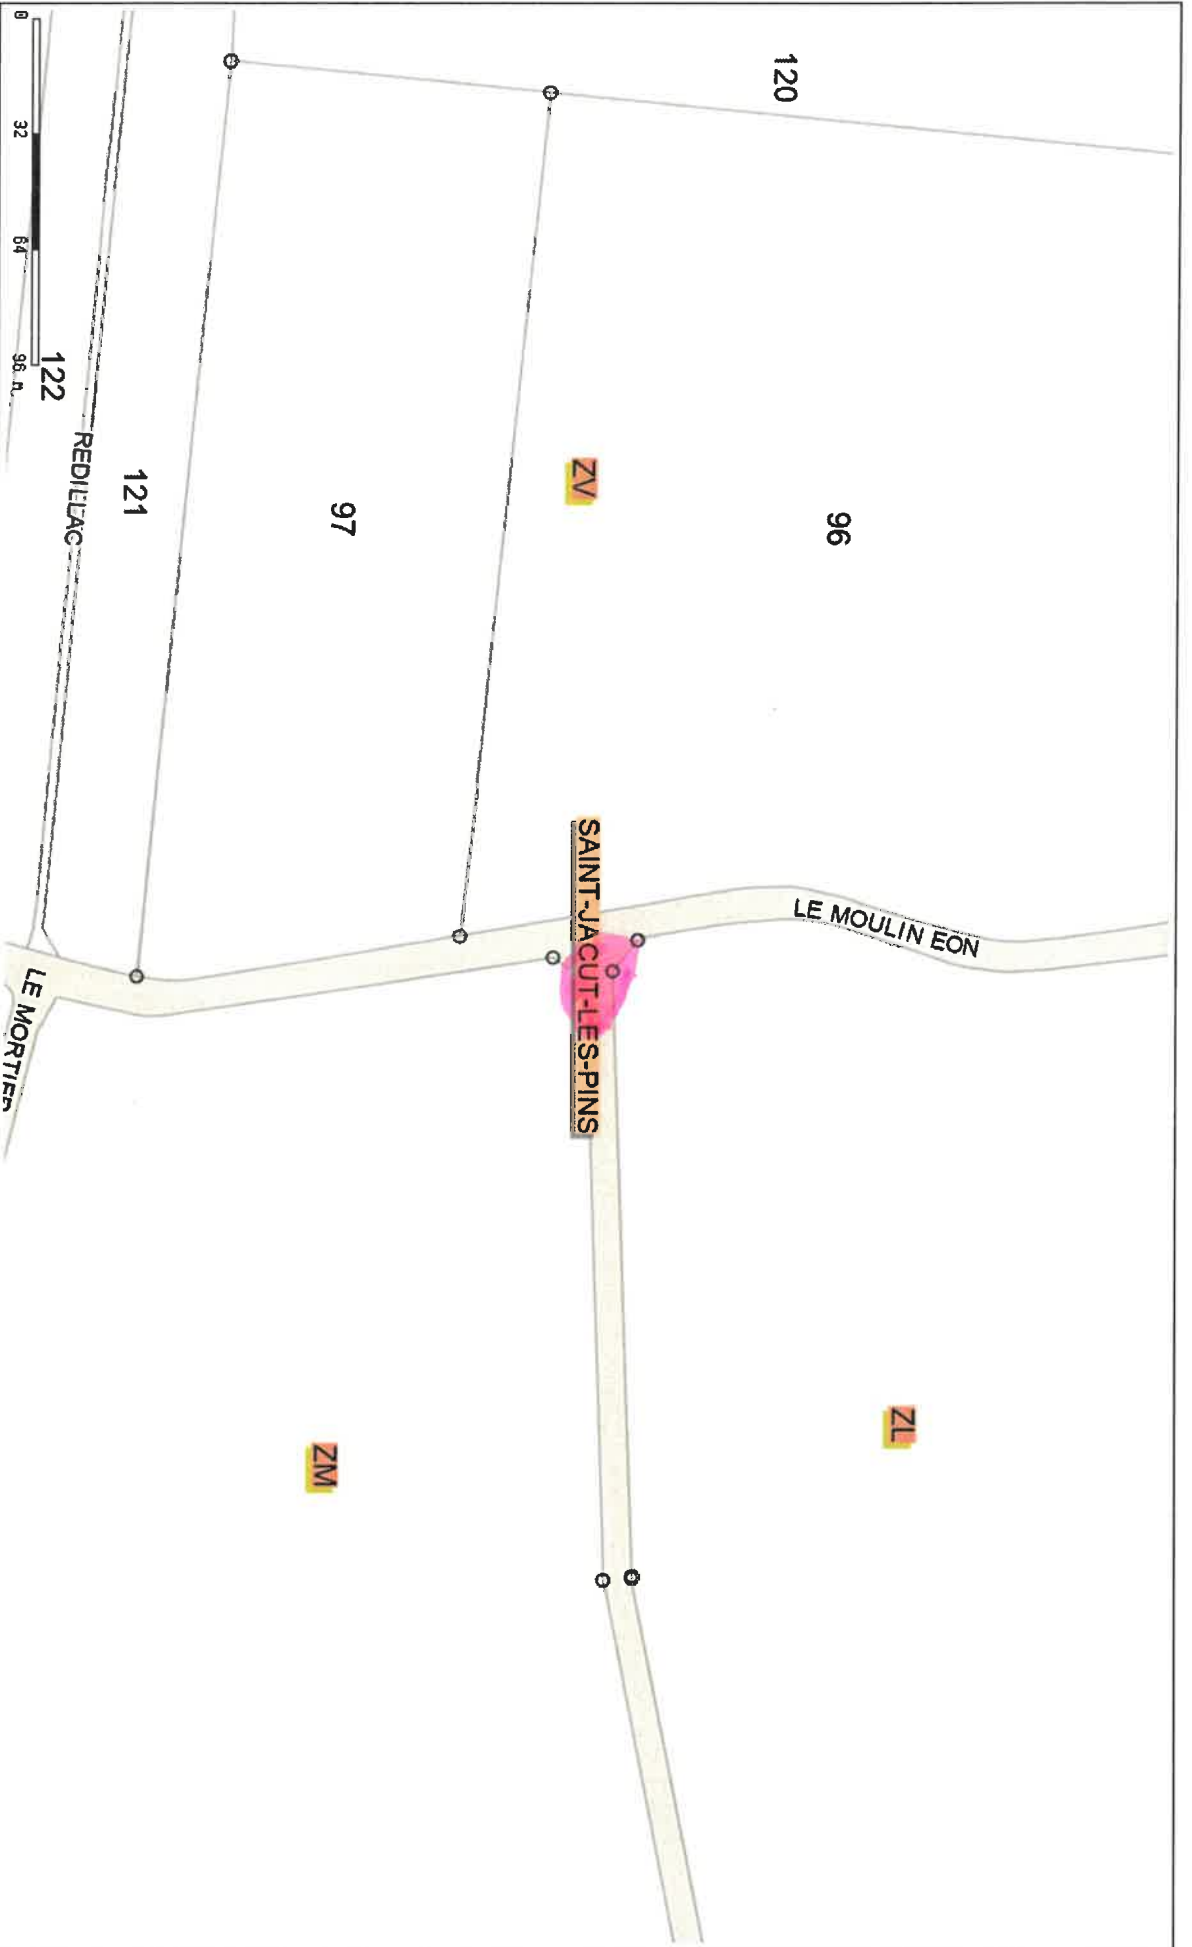 120
96
ZV
97
121
REDILLAC
122
0 32 64 96 m
LE MOULIN EON
SAINT-JACUT-LES-PINS
LE MORTIER
ZL
ZM